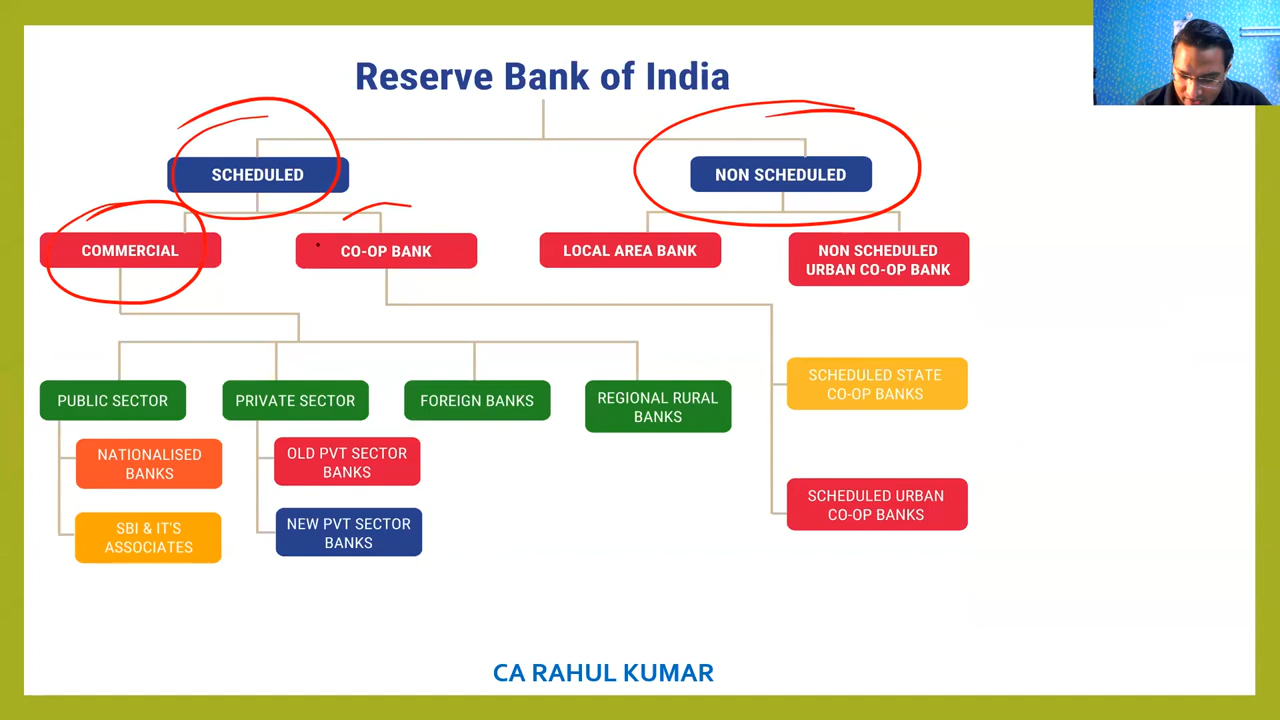 Reserve Bank of India
SCHEDULED
NON SCHEDULED
COMMERCIAL
CO-OP BANK
LOCAL AREA BANK
NON SCHEDULED
URBAN CO-OP BANK
PUBLIC SECTOR
PRIVATE SECTOR
FOREIGN BANKS
REGIONAL RURAL
BANKS
SCHEDULED STATE
CO-OP BANKS
NATIONALISED
BANKS
OLD PVT SECTOR
BANKS
SCHEDULED URBAN
CO-OP BANKS
SBI & IT'S
ASSOCIATES
NEW PVT SECTOR
BANKS
CA RAHUL KUMAR